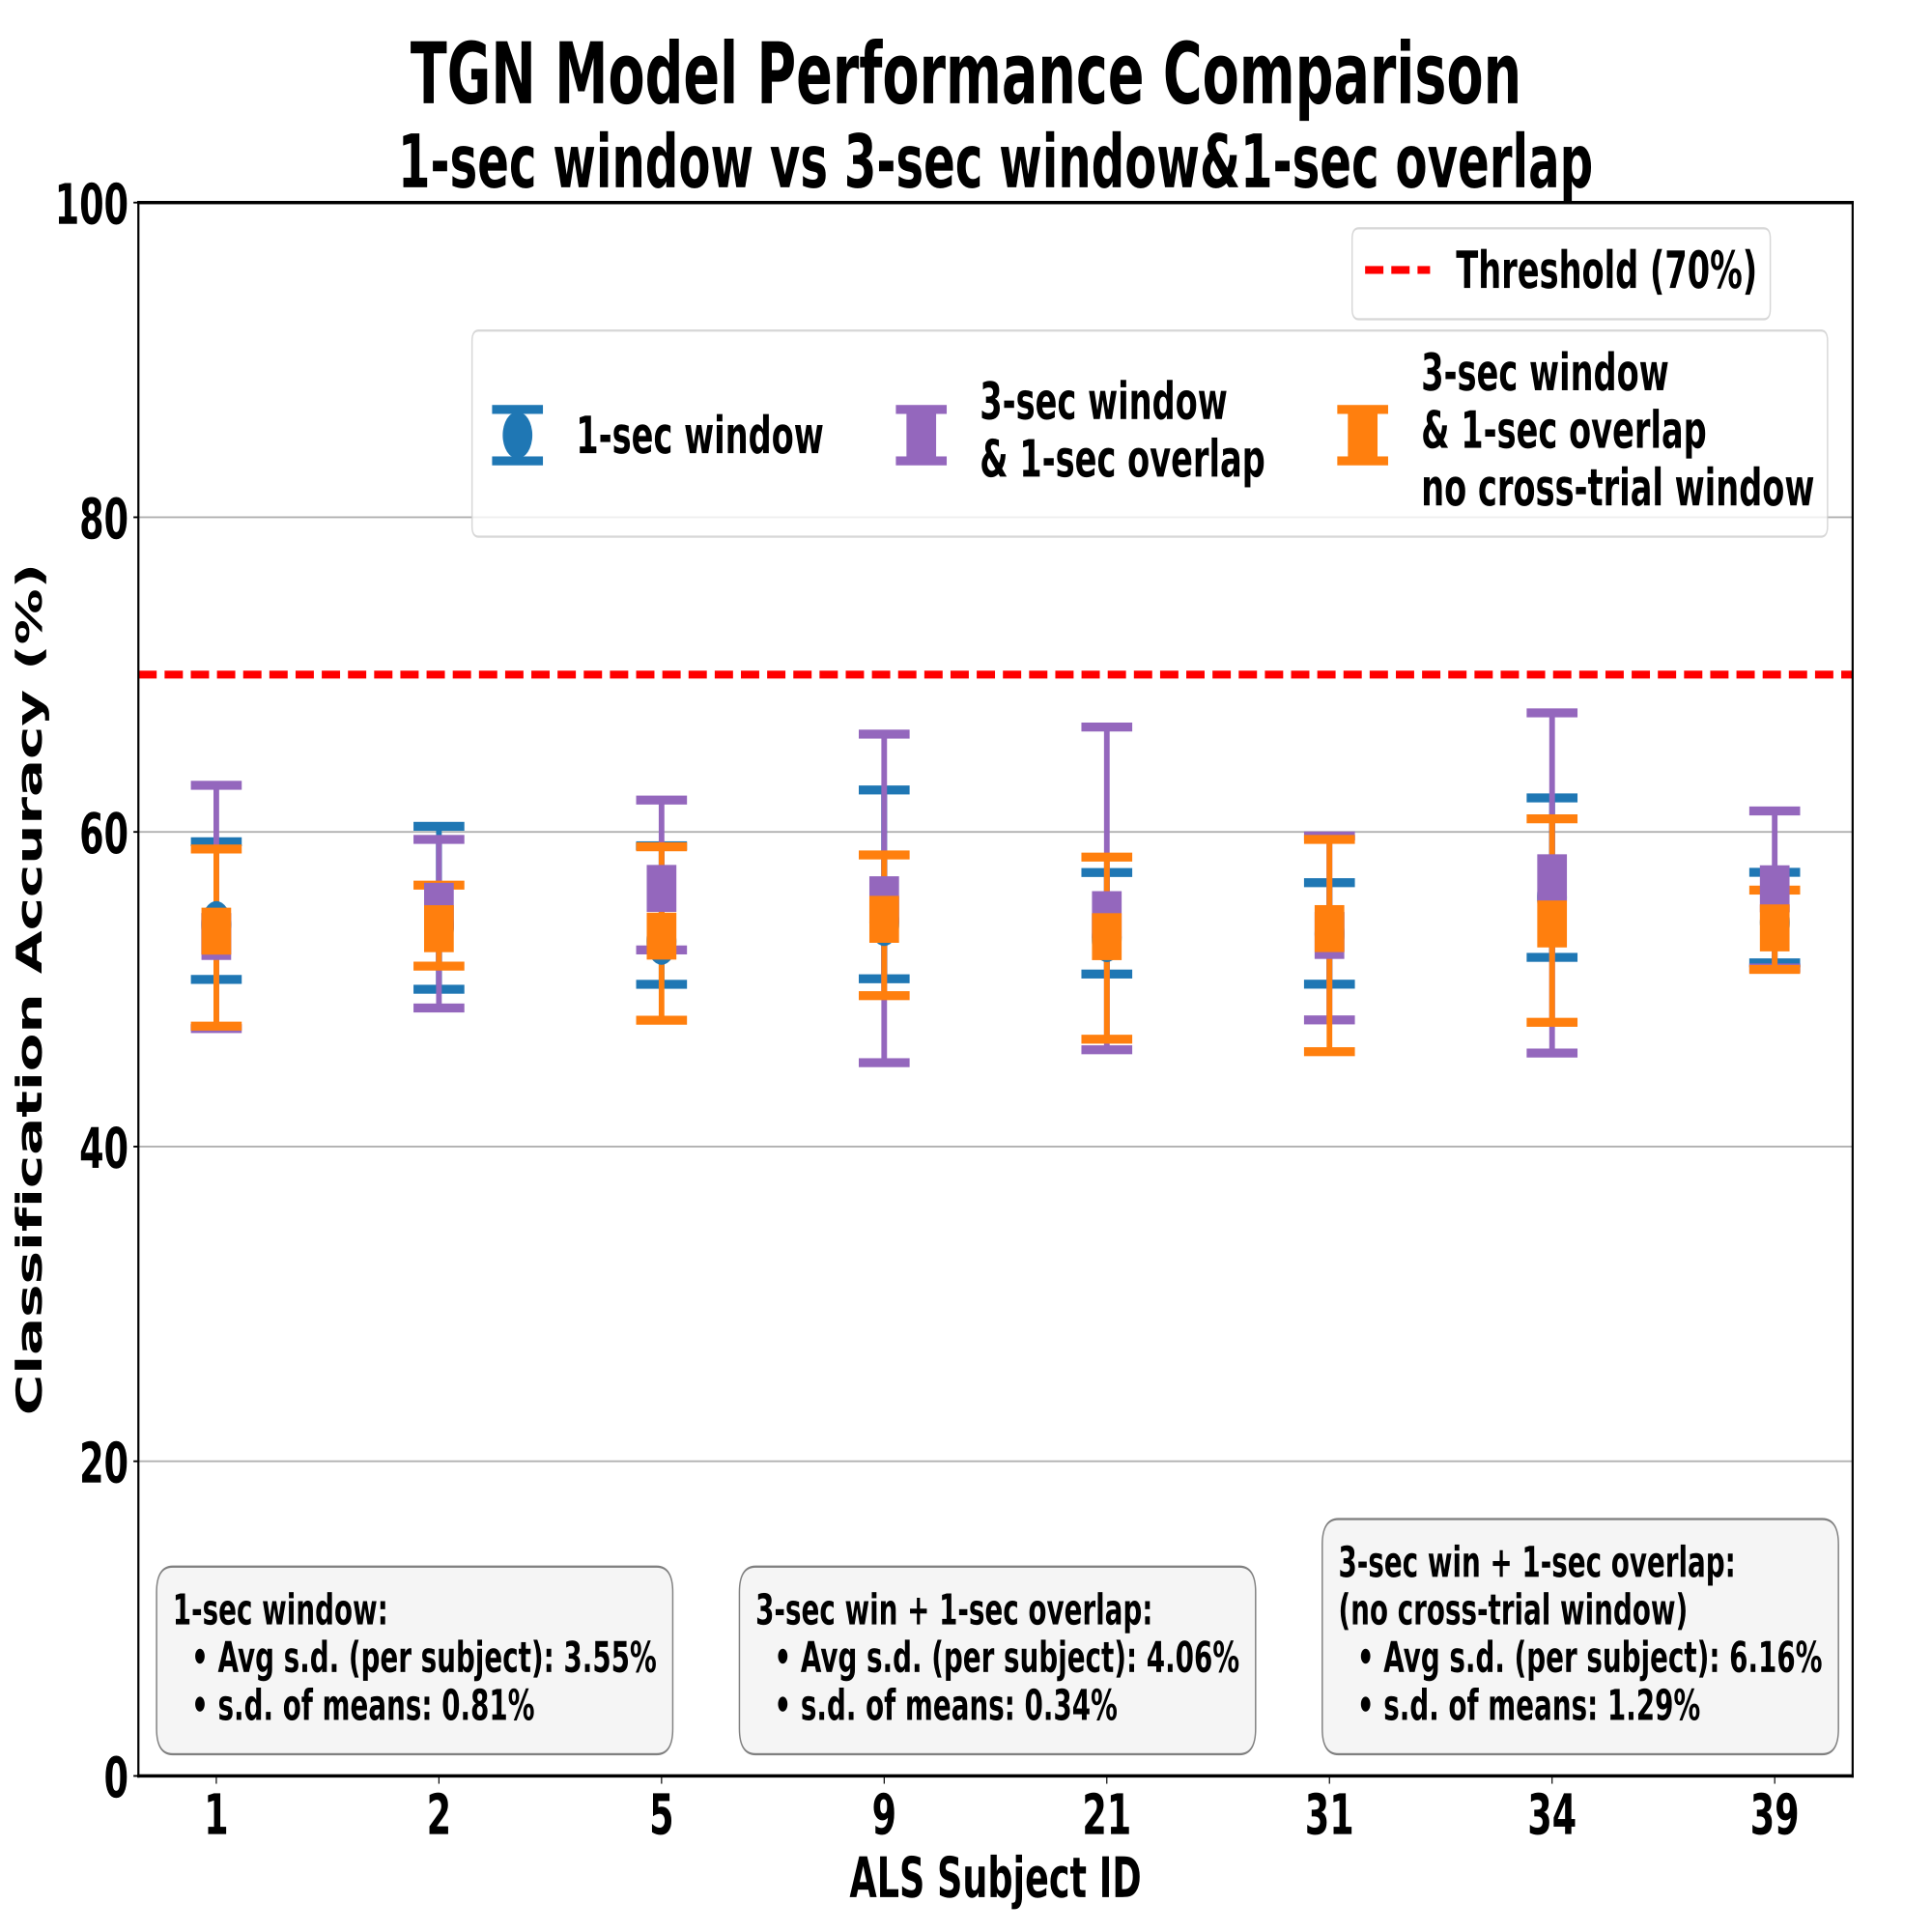 TGN Model Performance Comparison
1-sec window vs 3-sec window&1-sec overlap
Classification Accuracy (%)
100
80
60
40
20
0
Threshold (70%)
1-sec window
3-sec window
& 1-sec overlap
3-sec window
& 1-sec overlap
no cross-trial window
1-sec window:
• Avg s.d. (per subject): 3.55%
• s.d. of means: 0.81%
3-sec win + 1-sec overlap:
• Avg s.d. (per subject): 4.06%
• s.d. of means: 0.34%
3-sec win + 1-sec overlap:
(no cross-trial window)
• Avg s.d. (per subject): 6.16%
• s.d. of means: 1.29%
1 2 5 9 21 31 34 39
ALS Subject ID